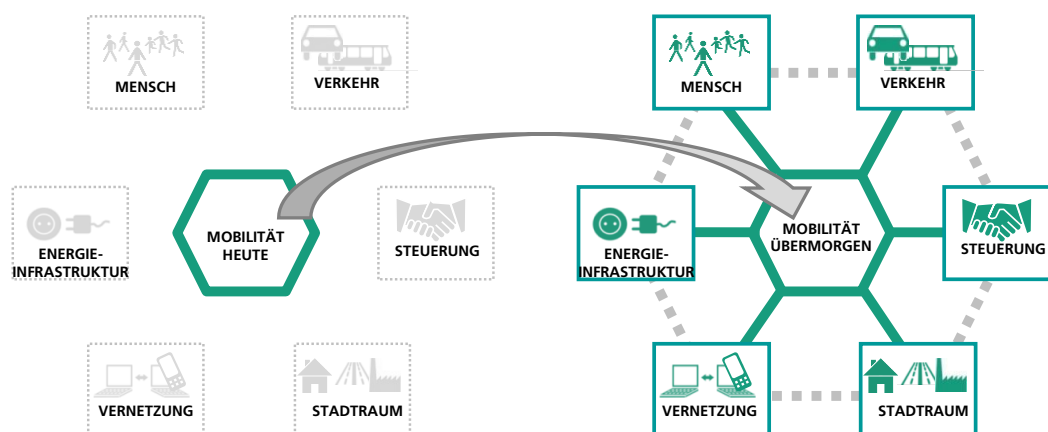 MENSCH
VERKEHR
ENERGIE-
INFRASTRUKTUR
MOBILITÄT
HEUTE
STEUERUNG
VERNETZUNG
STADTRAUM
MENSCH
VERKEHR
ENERGIE-
INFRASTRUKTUR
MOBILITÄT
ÜBERMORGEN
STEUERUNG
VERNETZUNG
STADTRAUM